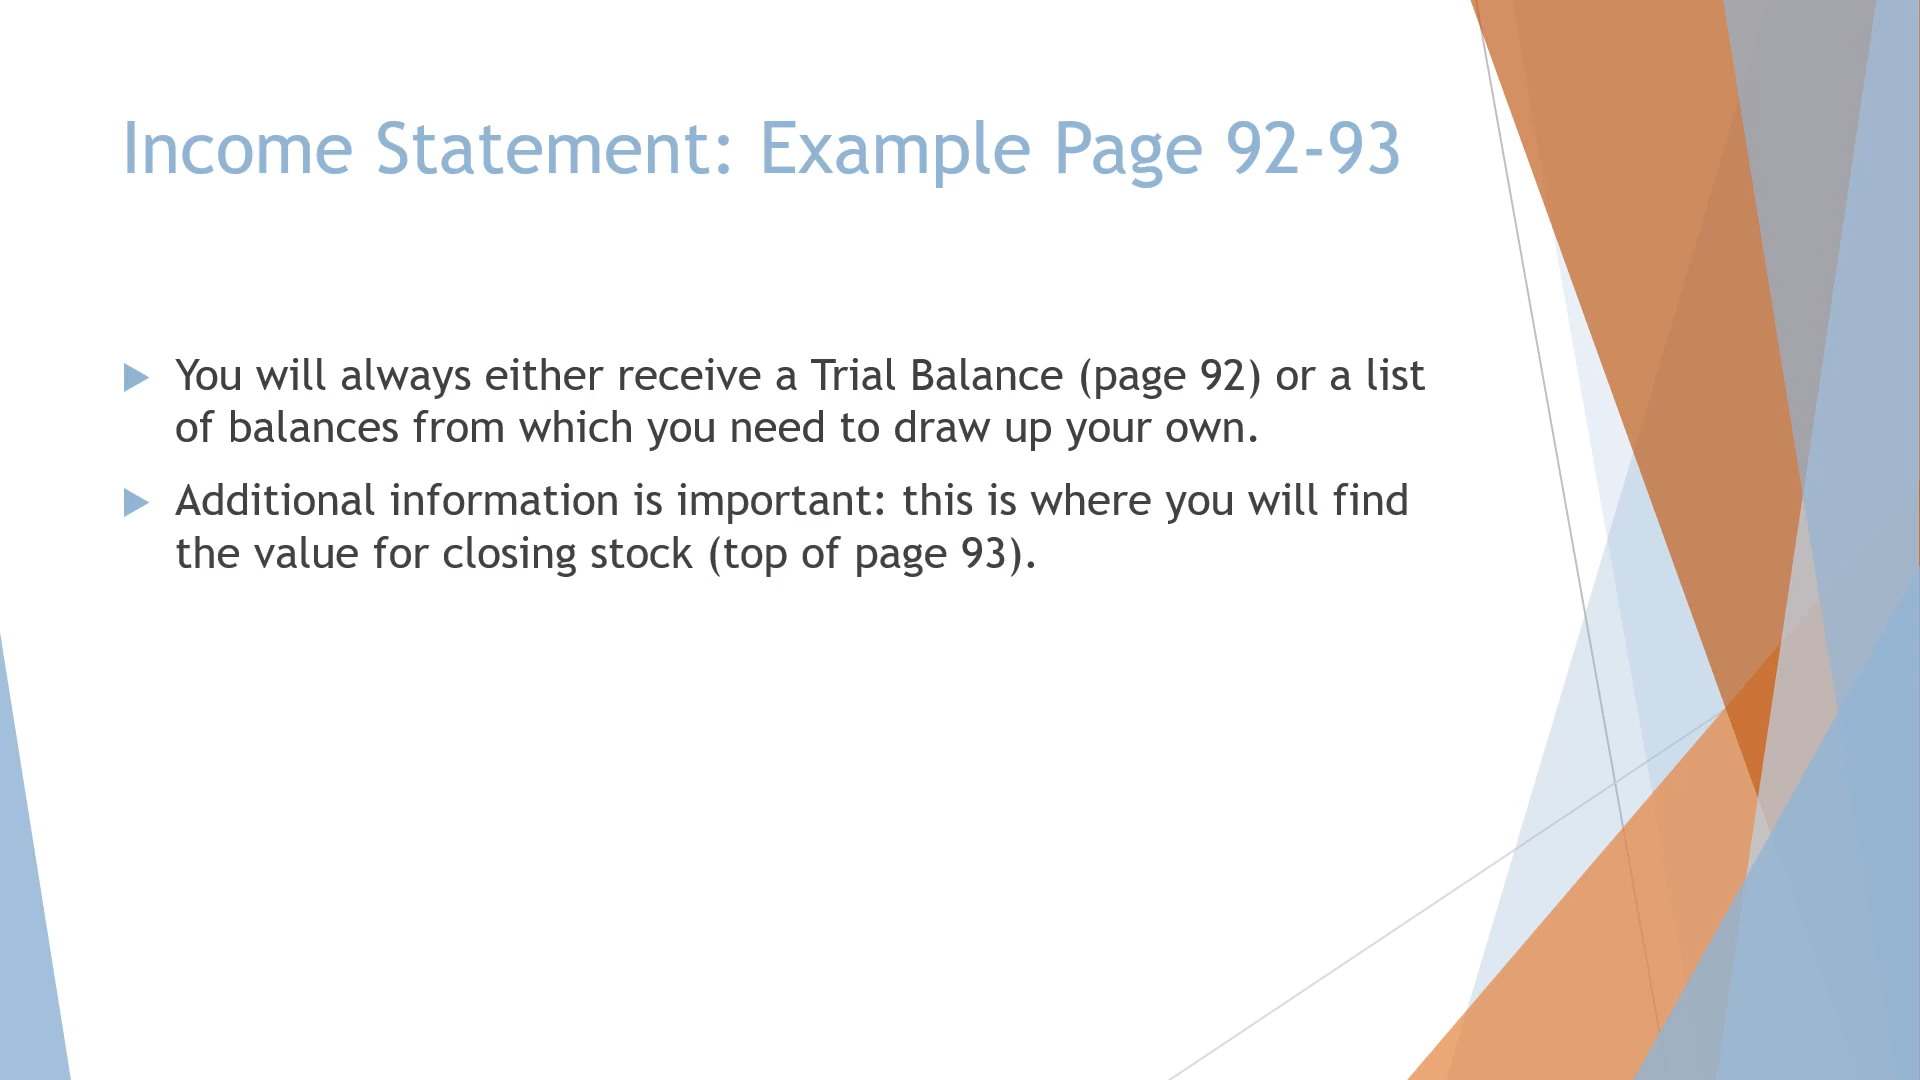 Income Statement: Example Page 92-93
You will always either receive a Trial Balance (page 92) or a list
of balances from which you need to draw up your own.
Additional information is important: this is where you will find
the value for closing stock (top of page 93).